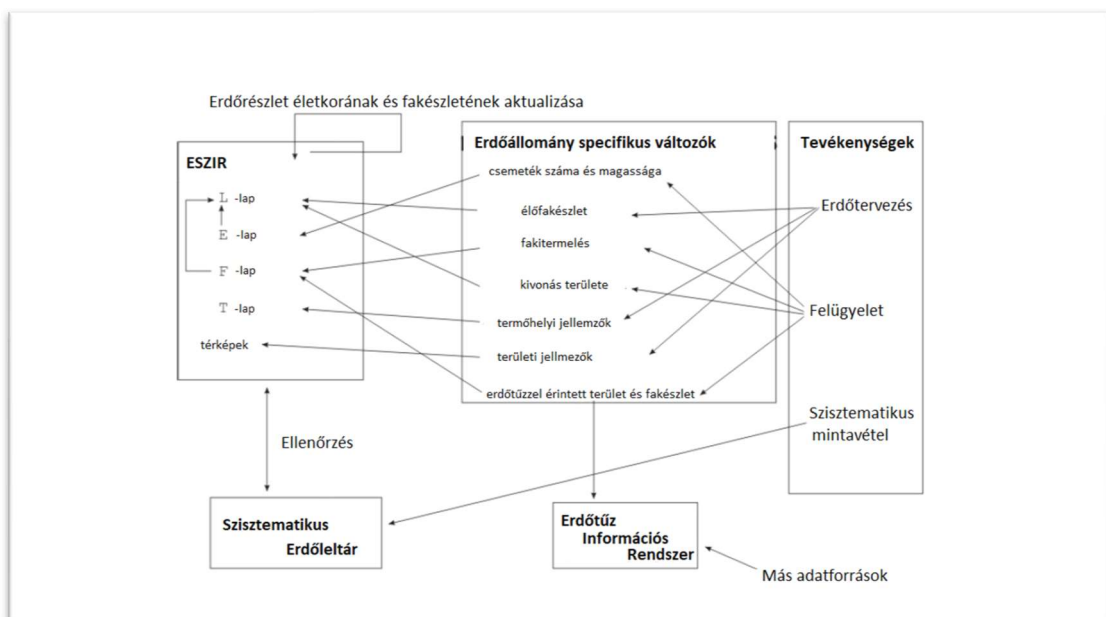 Erdőrészlet életkorának és fakészletének aktualizása
ESZIR
L -lap
E -lap
F -lap
T -lap
térképek
Erdőállomány specifikus változók
csemeték száma és magassága
élőfakészlet
fakitermelés
kivonás területe
termőhelyi jellemzők
területi jellmezők
erdőtűzzel érintett terület és fakészlet
Tevékenységek
Erdőtervezés
Felügyelet
Szisztematikus
mintavétel
Ellenőrzés
Szisztematikus
Erdőleltár
Erdőtűz
Információs
Rendszer
Más adatforrások